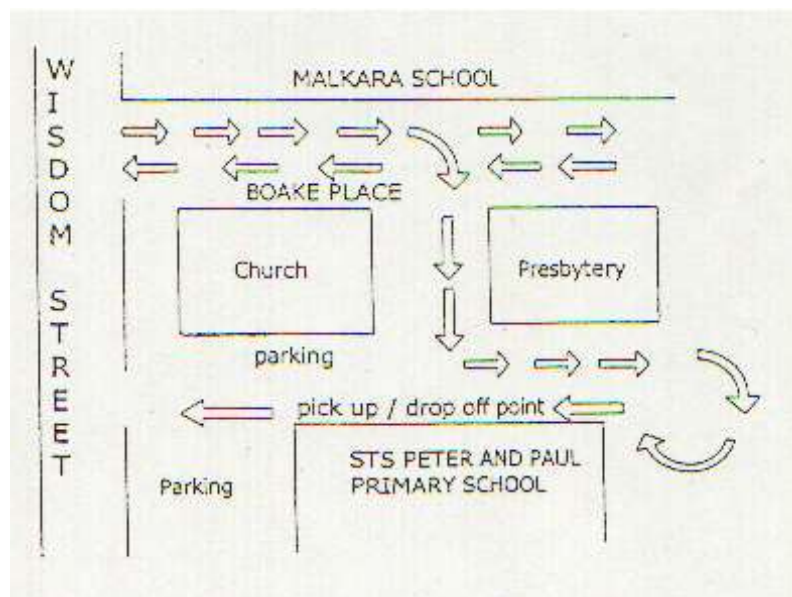 WISDOM STREET
MALKARA SCHOOL
BOAKE PLACE
Church
Presbytery
parking
pick up / drop off point
STS PETER AND PAUL
PRIMARY SCHOOL
Parking